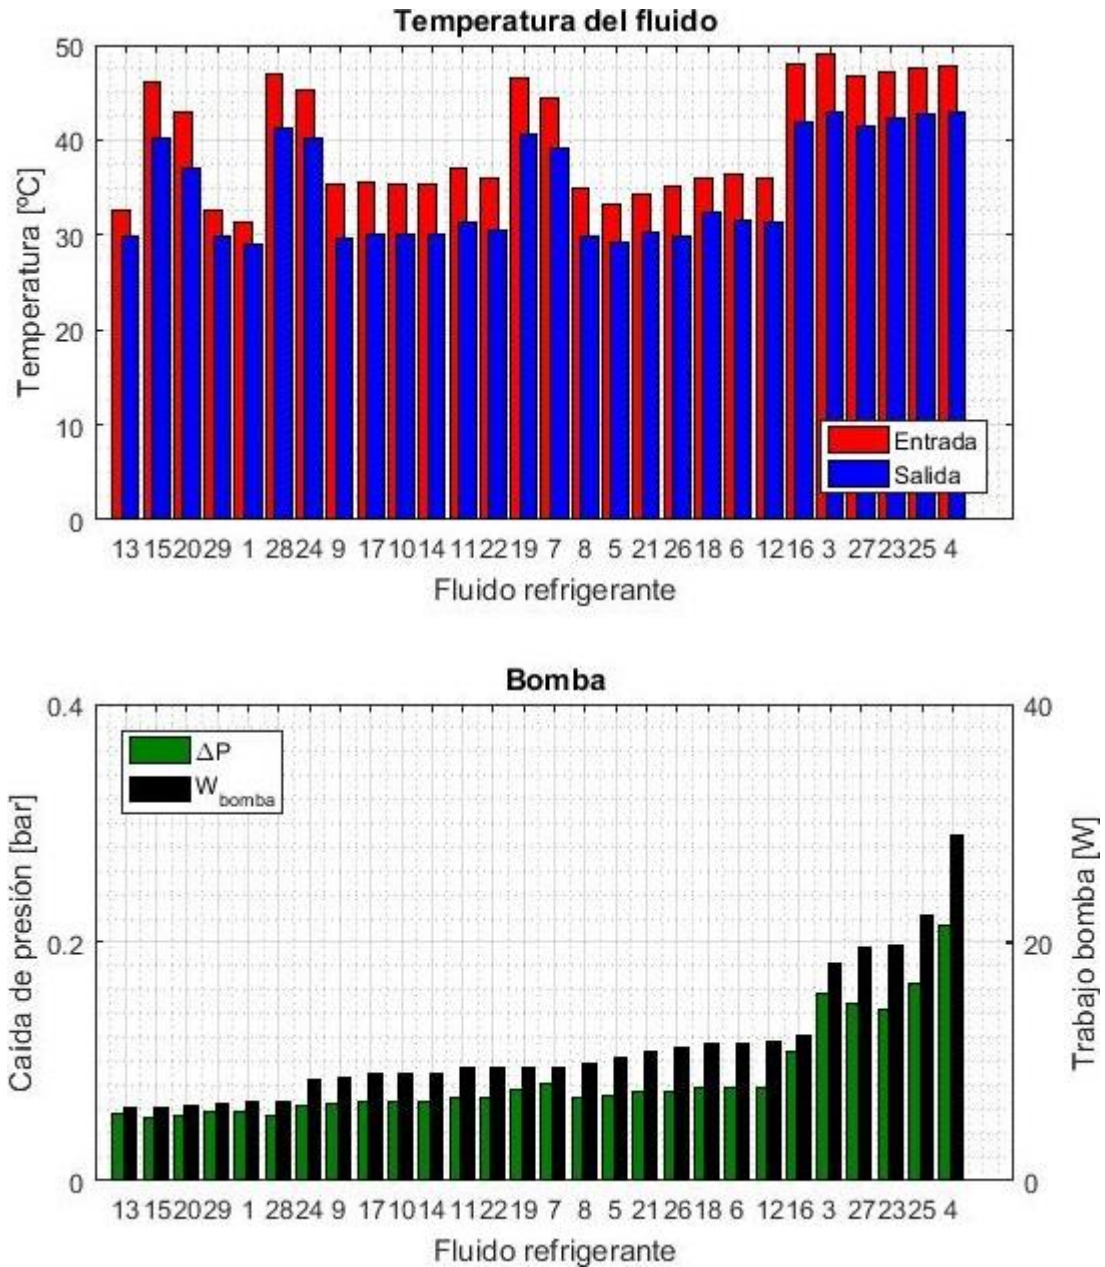 Temperatura del fluido
50
40
30
20
10
0
Temperatura [ºC]
Entrada
Salida
13 15 20 29 1 28 24 9 17 10 14 11 22 19 7 8 5 21 26 18 6 12 16 3 27 23 25 4
Fluido refrigerante
Bomba
0.4
0.2
0
Caída de presión [bar]
ΔP
W bomba
40
20
0
Trabajo bomba [W]
13 15 20 29 1 28 24 9 17 10 14 11 22 19 7 8 5 21 26 18 6 12 16 3 27 23 25 4
Fluido refrigerante